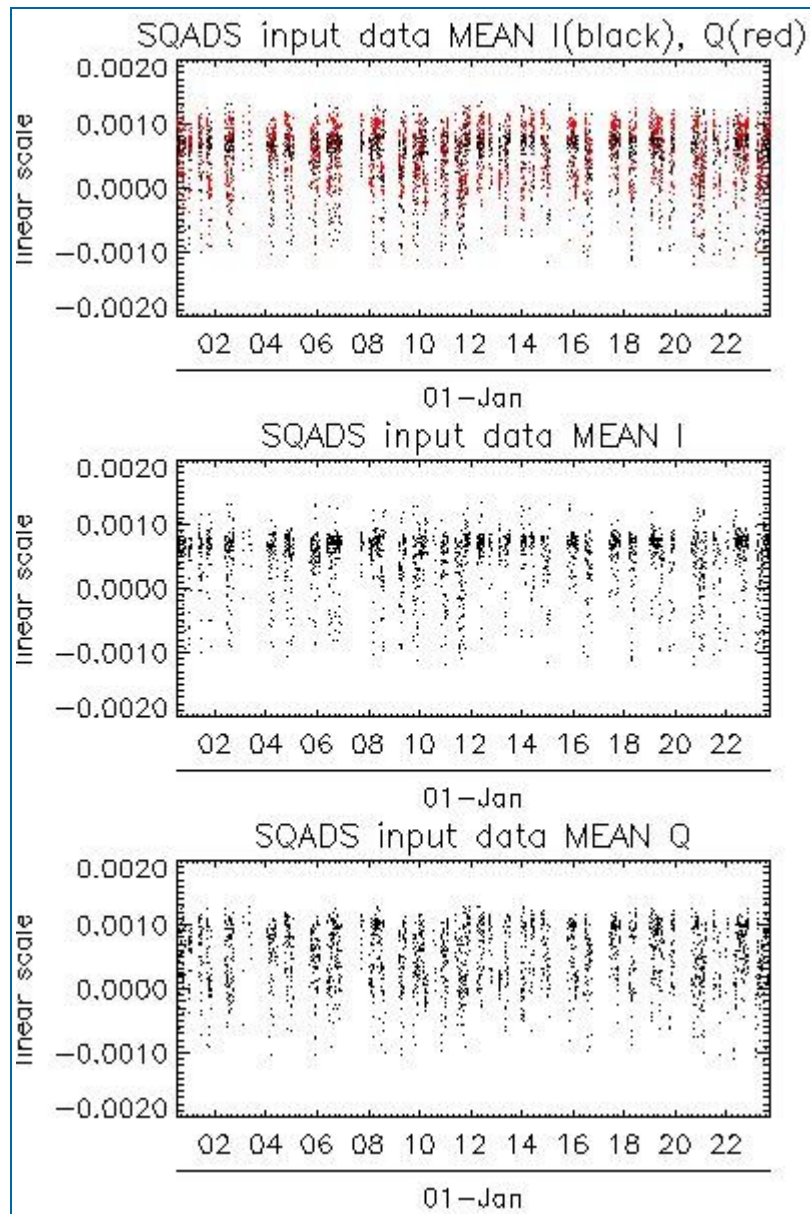 SQADS input data MEAN I(black), Q(red)
0.0020
0.0010
0.0000
−0.0010
−0.0020
linear scale
02 04 06 08 10 12 14 16 18 20 22
01−Jan
SQADS input data MEAN I
0.0020
0.0010
0.0000
−0.0010
−0.0020
linear scale
02 04 06 08 10 12 14 16 18 20 22
01−Jan
SQADS input data MEAN Q
0.0020
0.0010
0.0000
−0.0010
−0.0020
linear scale
02 04 06 08 10 12 14 16 18 20 22
01−Jan